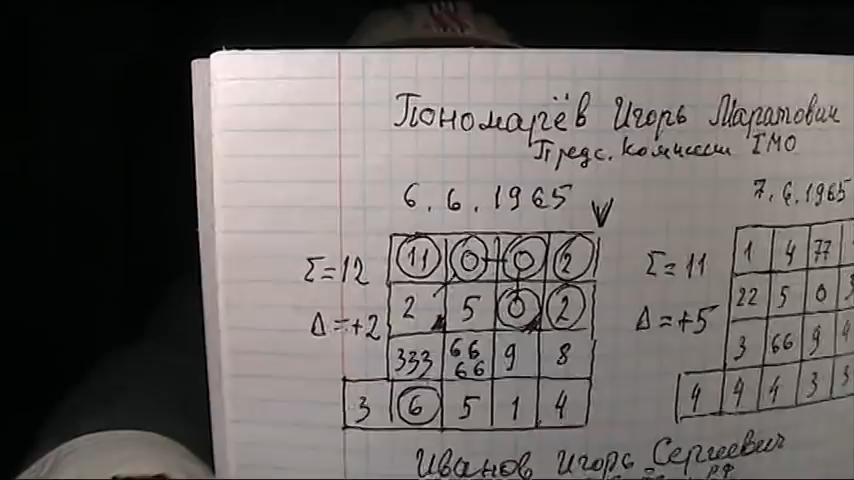 Пономарёв Игорь Маратович
Предс. комиссии ТМО
6.6.1965
7.6.1965
Σ=12
Δ=+2
11 0 0 2
2 5 0 2
333 66 66 9 8
3 6 5 1 4
Σ=11
Δ=+5
1 4 77
22 5 0 3
3 66 9 4
4 4 4 3 3
Иванов Игорь Сергеевич
РФ